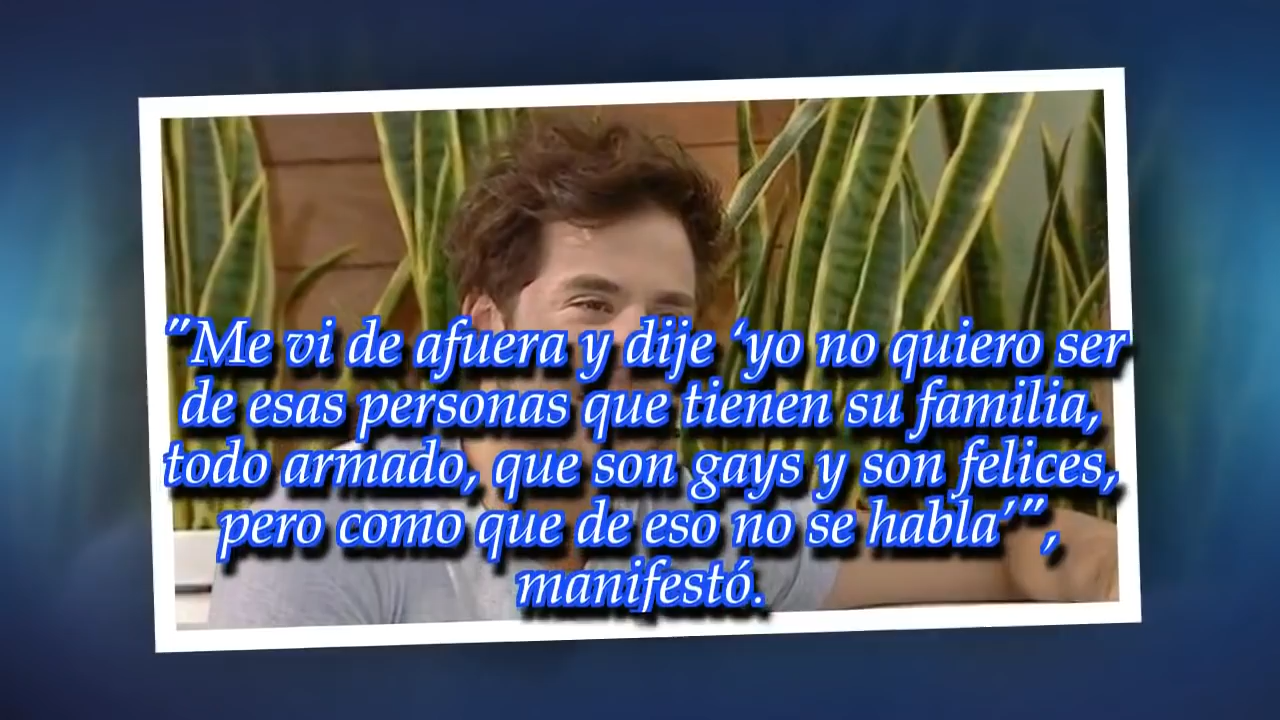 "Me vi de afuera y dije ‘yo no quiero ser
de esas personas que tienen su familia,
todo armado, que son gays y son felices,
pero como que de eso no se habla’",
manifestó.